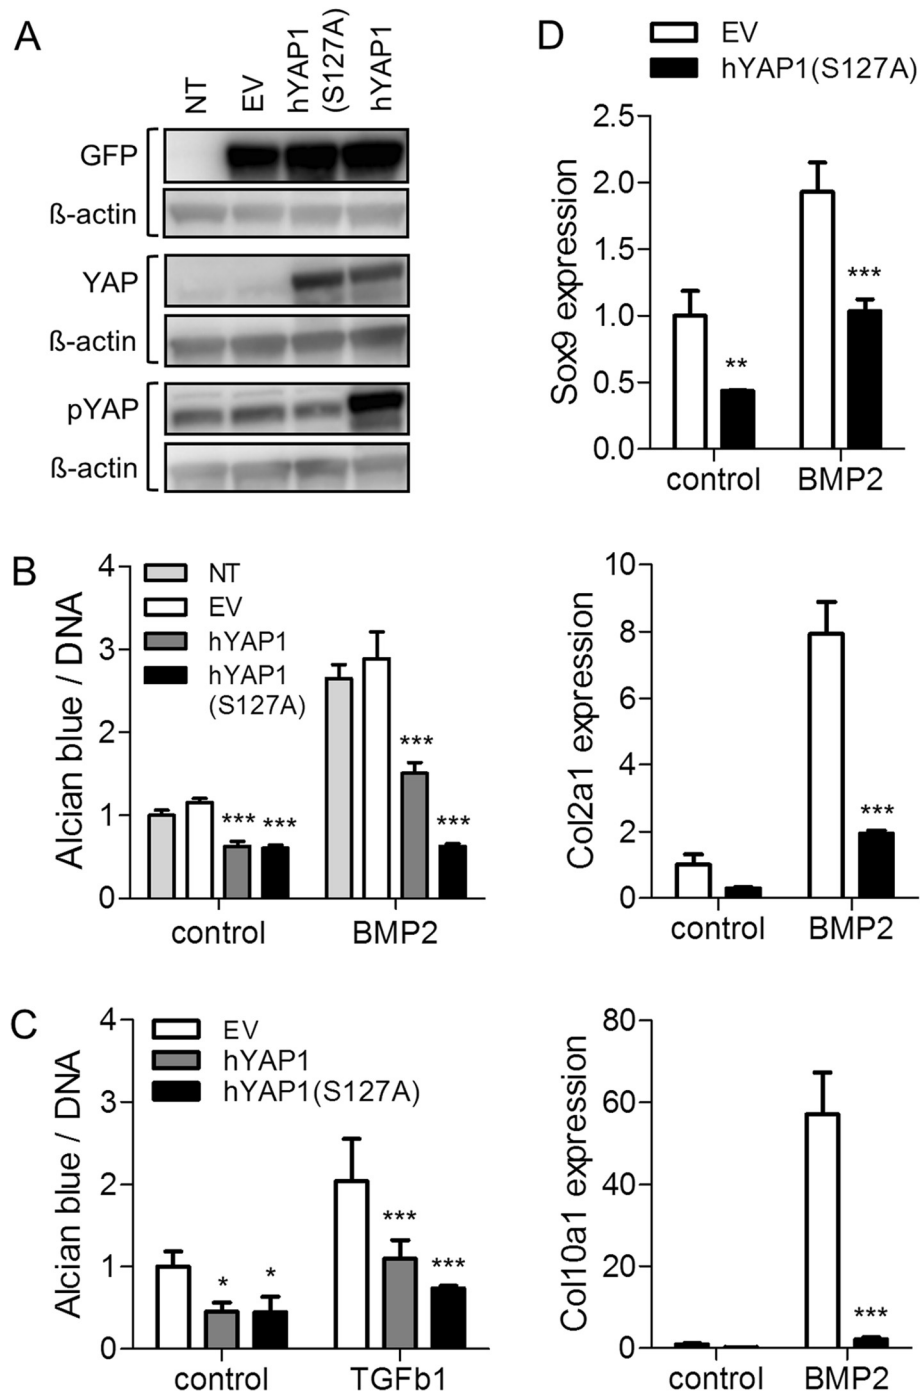 A
NT
EV
hYAP1
(S127A)
hYAP1
GFP
ß-actin
YAP
ß-actin
pYAP
ß-actin
B
Alcian blue / DNA
4
3
2
1
0
NT
EV
hYAP1
hYAP1
(S127A)
*** ***
***
***
control
BMP2
C
Alcian blue / DNA
4
3
2
1
0
EV
hYAP1
hYAP1(S127A)
* *
***
***
control
TGFb1
D
EV
hYAP1(S127A)
Sox9 expression
2.5
2.0
1.5
1.0
0.5
0.0
**
***
control
BMP2
Col2a1 expression
10
8
6
4
2
0
***
control
BMP2
Col10a1 expression
80
60
40
20
0
***
control
BMP2